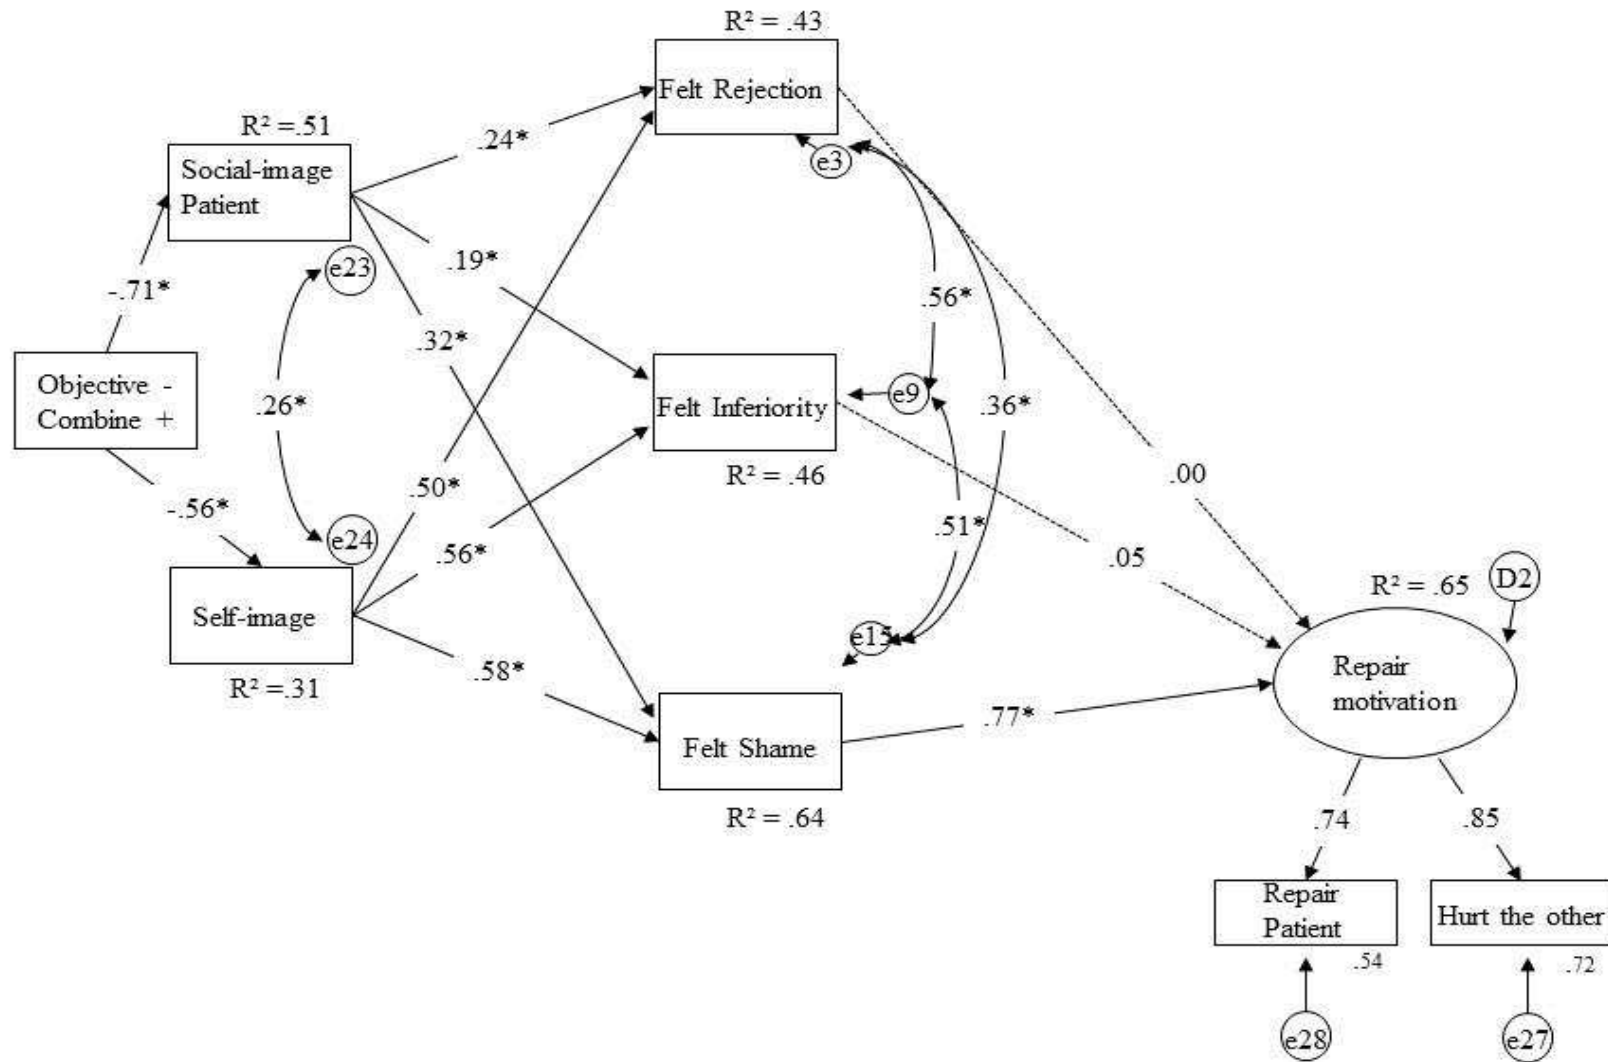 R² = .43
Felt Rejection
R² =.51
.24*
e3
Social-image
Patient
.19*
e23
-.71*
.56*
.32*
Objective -
Combine +
.26*
Felt Inferiority
e9
.36*
R² = .46
.00
.50*
-.56*
.51*
e24
.56*
.05
R² = .65
D2
Self-image
e15
.58*
Repair
motivation
R² =.31
.77*
Felt Shame
R² = .64
.74
.85
Repair
Patient
Hurt the other
.54
.72
e28
e27